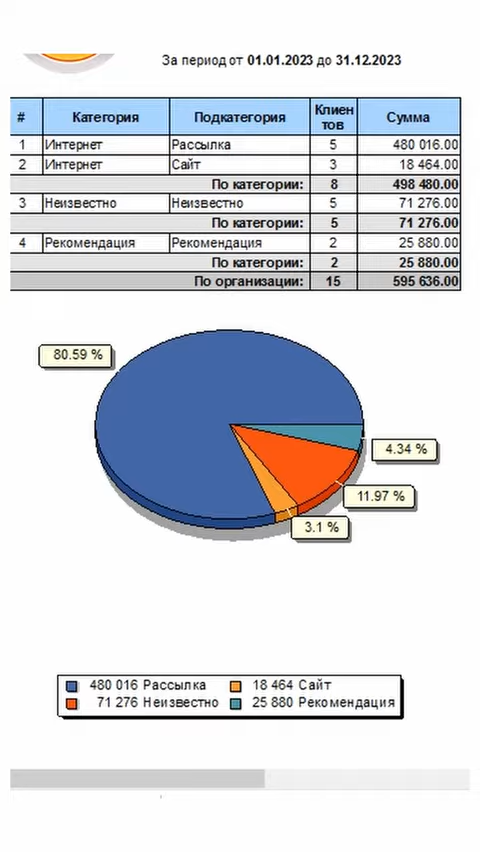 За период от 01.01.2023 до 31.12.2023
# Категория Подкатегория Клиен тов Сумма
1 Интернет Рассылка 5 480 016.00
2 Интернет Сайт 3 18 464.00
По категории: 8 498 480.00
3 Неизвестно Неизвестно 5 71 276.00
По категории: 5 71 276.00
4 Рекомендация Рекомендация 2 25 880.00
По категории: 2 25 880.00
По организации: 15 595 636.00
80.59 %
4.34 %
11.97 %
3.1 %
480 016 Рассылка 18 464 Сайт
71 276 Неизвестно 25 880 Рекомендация